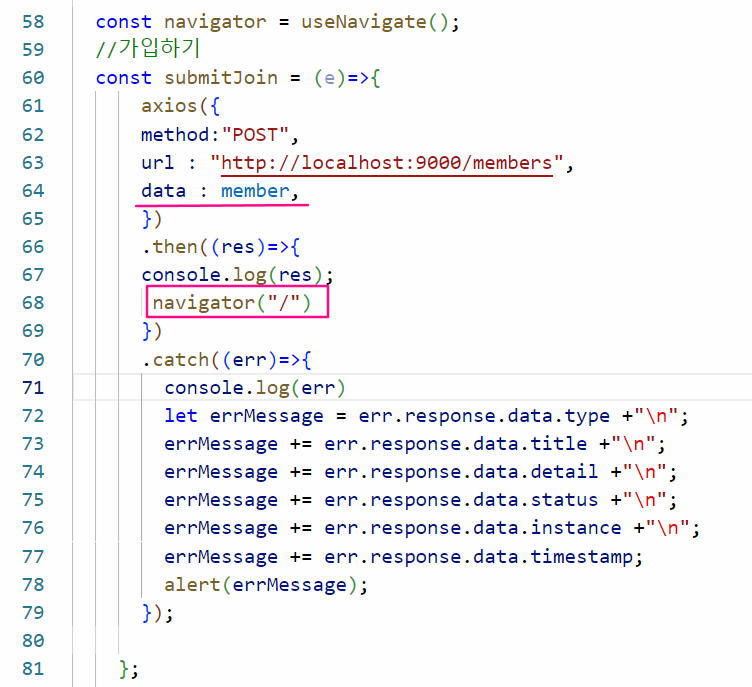 58 const navigator = useNavigate();
59 //가입하기
60 const submitJoin = (e)=>{
61 axios({
62 method:"POST",
63 url : "http://localhost:9000/members",
64 data : member,
65 })
66 .then((res)=>{
67 console.log(res);
68 navigator("/")
69 })
70 .catch((err)=>{
71 console.log(err)
72 let errMessage = err.response.data.type +"\n";
73 errMessage += err.response.data.title +"\n";
74 errMessage += err.response.data.detail +"\n";
75 errMessage += err.response.data.status +"\n";
76 errMessage += err.response.data.instance +"\n";
77 errMessage += err.response.data.timestamp;
78 alert(errMessage);
79 });
80
81 };